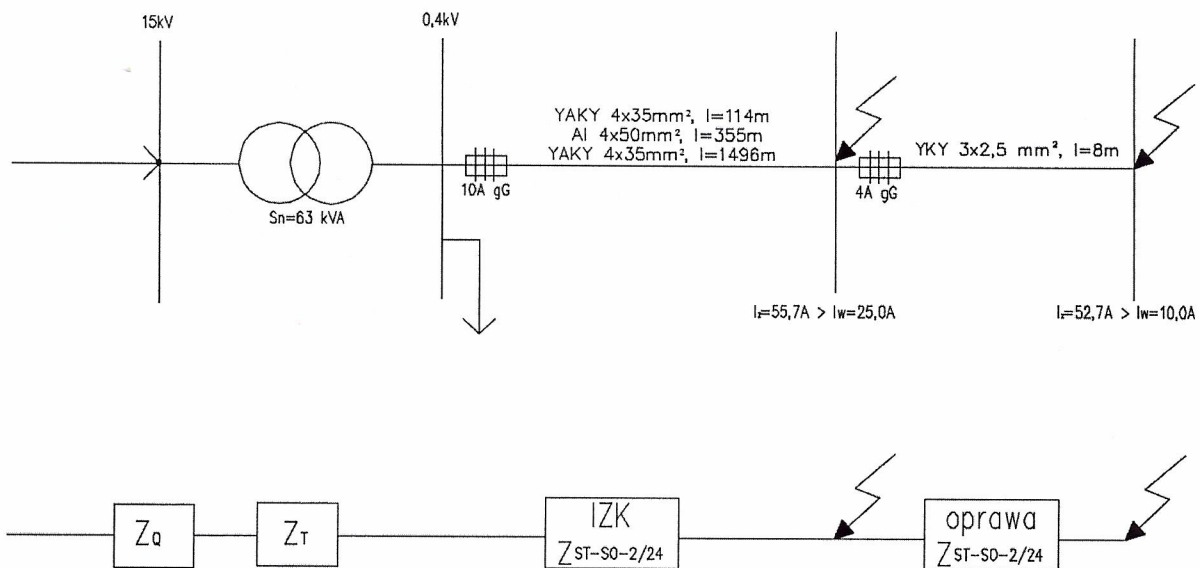 15kV
0,4kV
YAKY 4x35mm², l=114m
Al 4x50mm², l=355m
YAKY 4x35mm², l=1496m
YKY 3x2,5 mm², l=8m
10A gG
4A gG
Sn=63 kVA
Iz=55,7A > Iw=25,0A
Iz=52,7A > Iw=10,0A
ZQ
ZT
IZK
ZST-SO-2/24
oprawa
ZST-SO-2/24